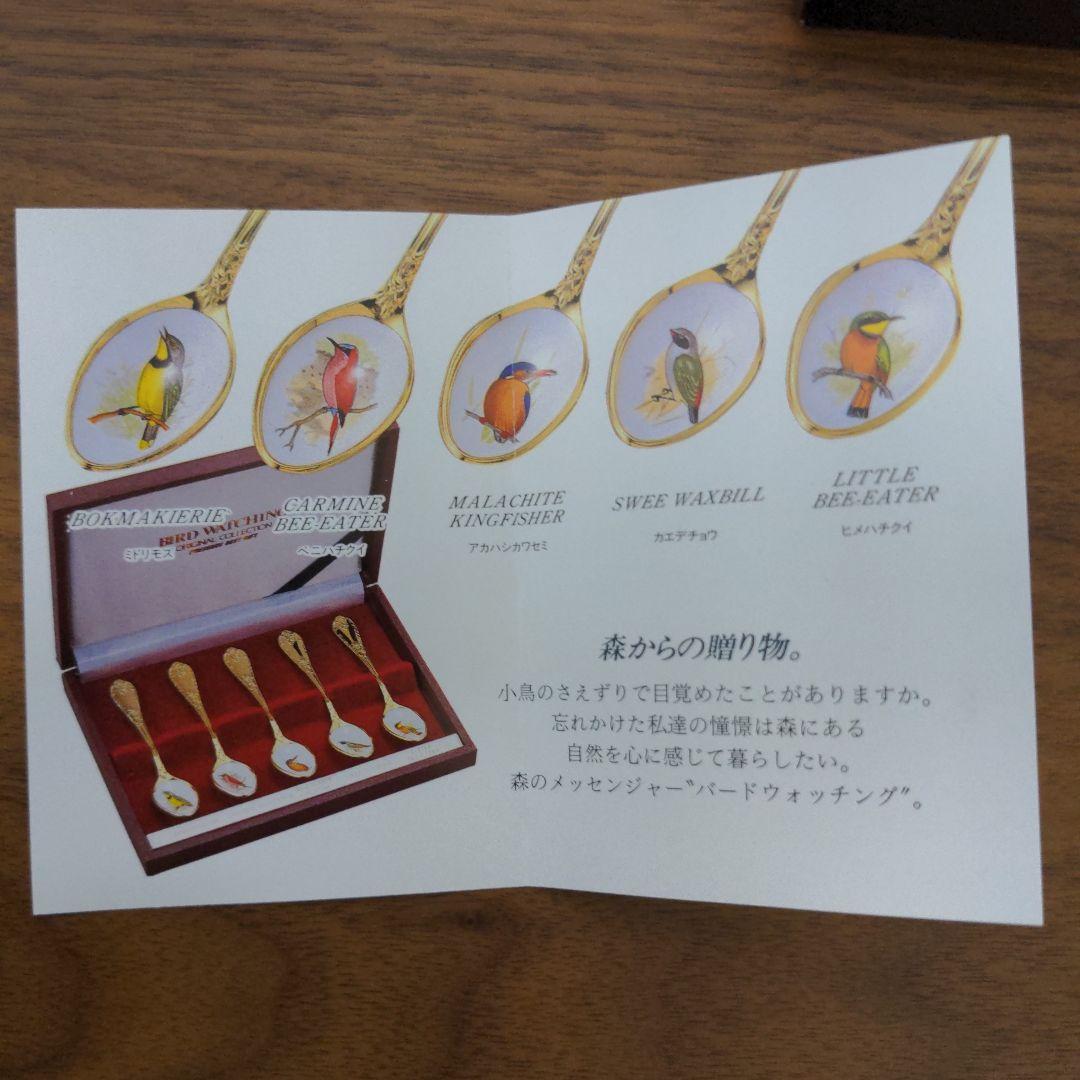 BOKMAKIERIE
ミドリモズ
CARMINE
BEE-EATER
ベニハチクイ
MALACHITE
KINGFISHER
アカハシカワセミ
SWEE WAXBILL
カエデチョウ
LITTLE
BEE-EATER
ヒメハチクイ
BIRD WATCHING
ORIGINAL COLLECTION
森からの贈り物。
小鳥のさえずりで目覚めたことがありますか。
忘れかけた私達の憧憬は森にある
自然を心に感じて暮らしたい。
森のメッセンジャー〝バードウォッチング〟。